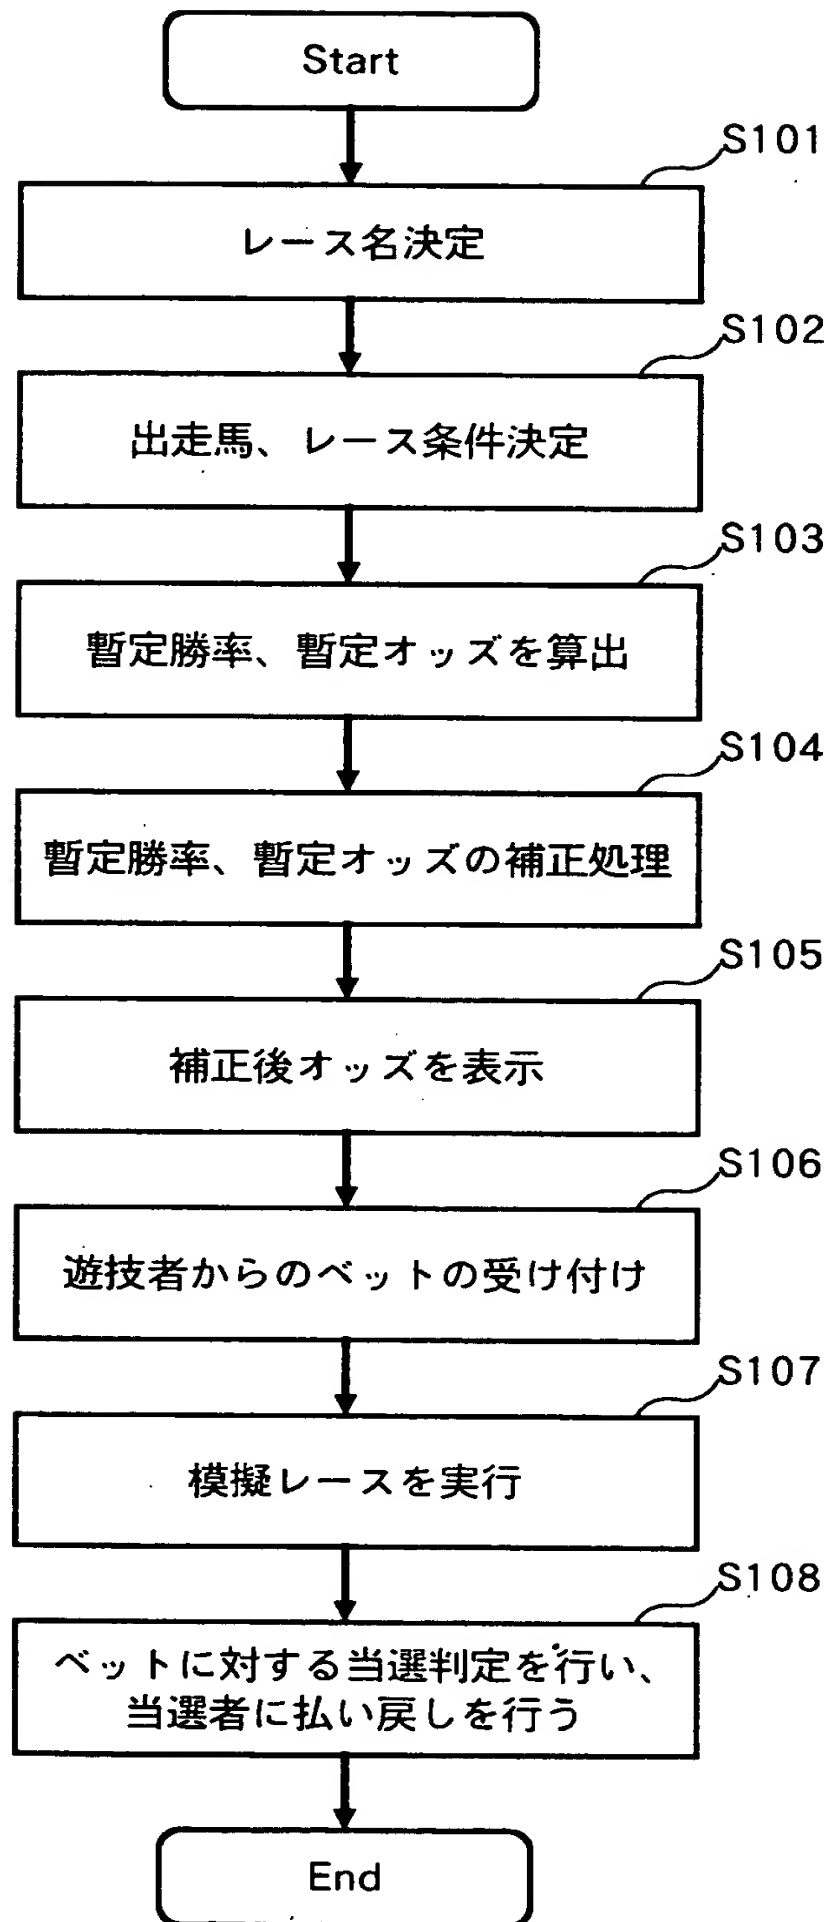 Start
S101
レース名決定
S102
出走馬、レース条件決定
S103
暫定勝率、暫定オッズを算出
S104
暫定勝率、暫定オッズの補正処理
S105
補正後オッズを表示
S106
遊技者からのベットの受け付け
S107
模擬レースを実行
S108
ベットに対する当選判定を行い、
当選者に払い戻しを行う
End